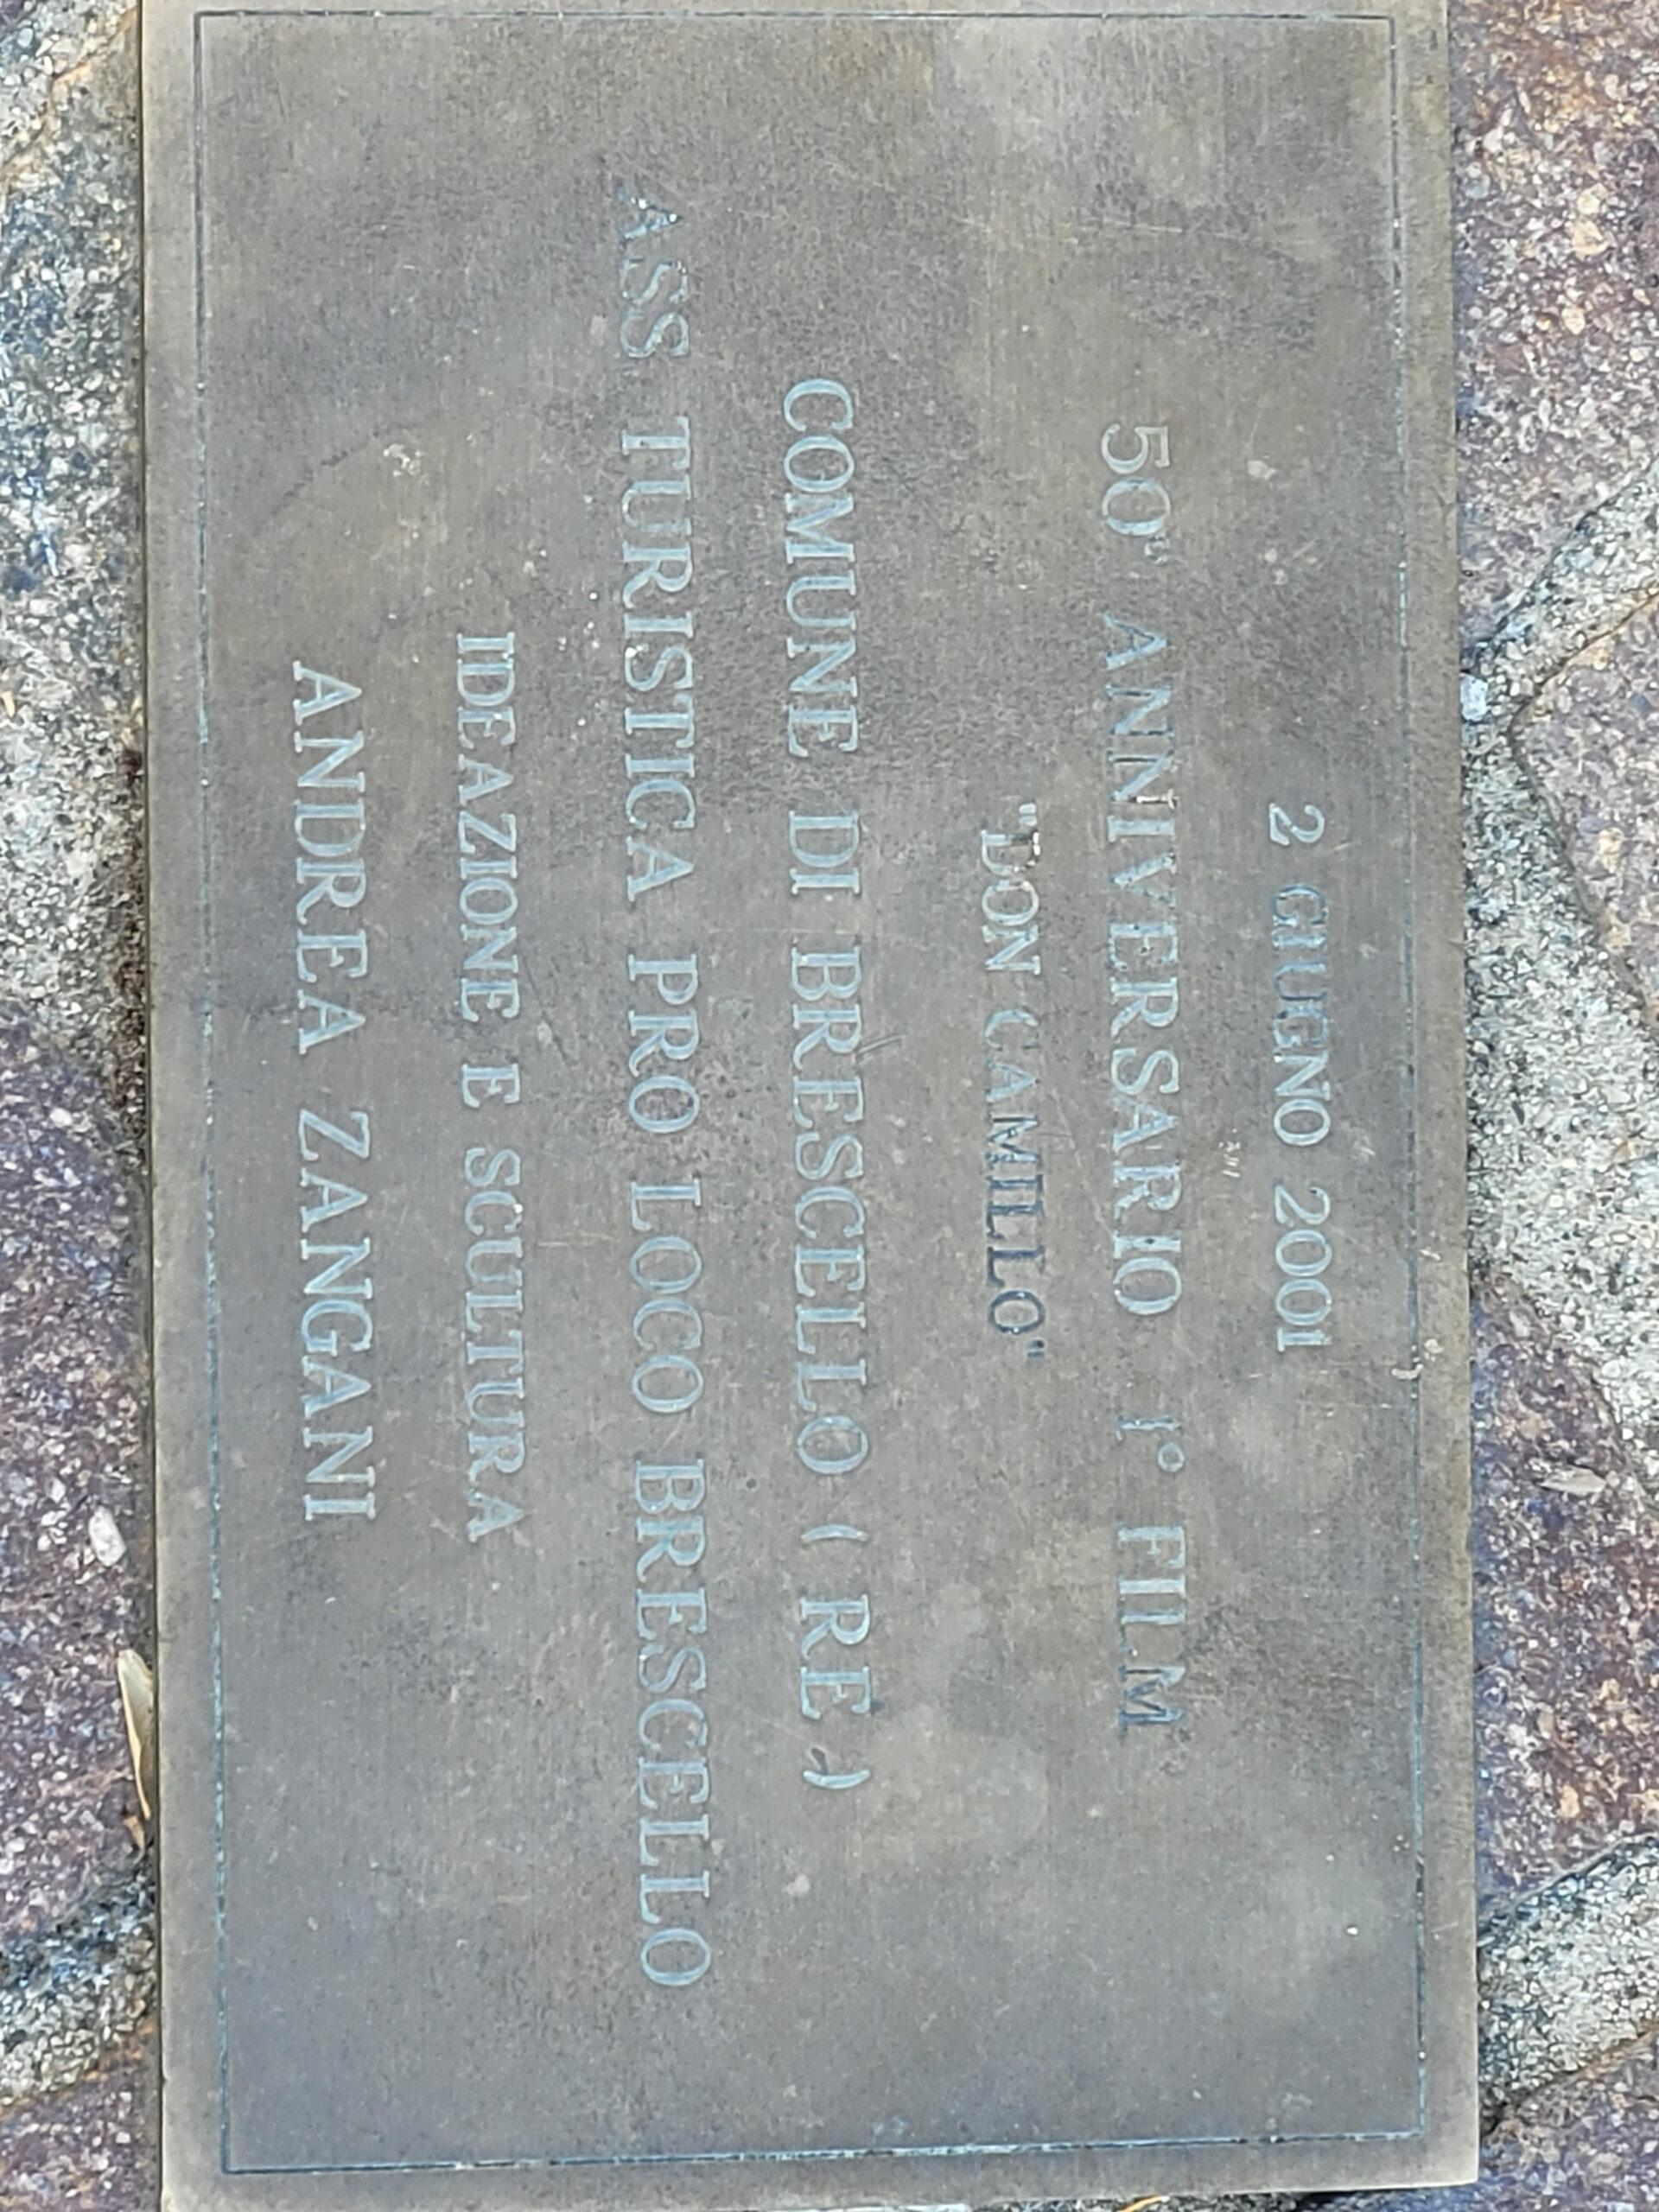 2 GIUGNO 2001
50° ANNIVERSARIO 1° FILM
"DON CAMILLO"
COMUNE DI BRESCELLO ( RE )
ASS. TURISTICA PRO LOCO BRESCELLO
IDEAZIONE E SCULTURA
ANDREA ZANGANI